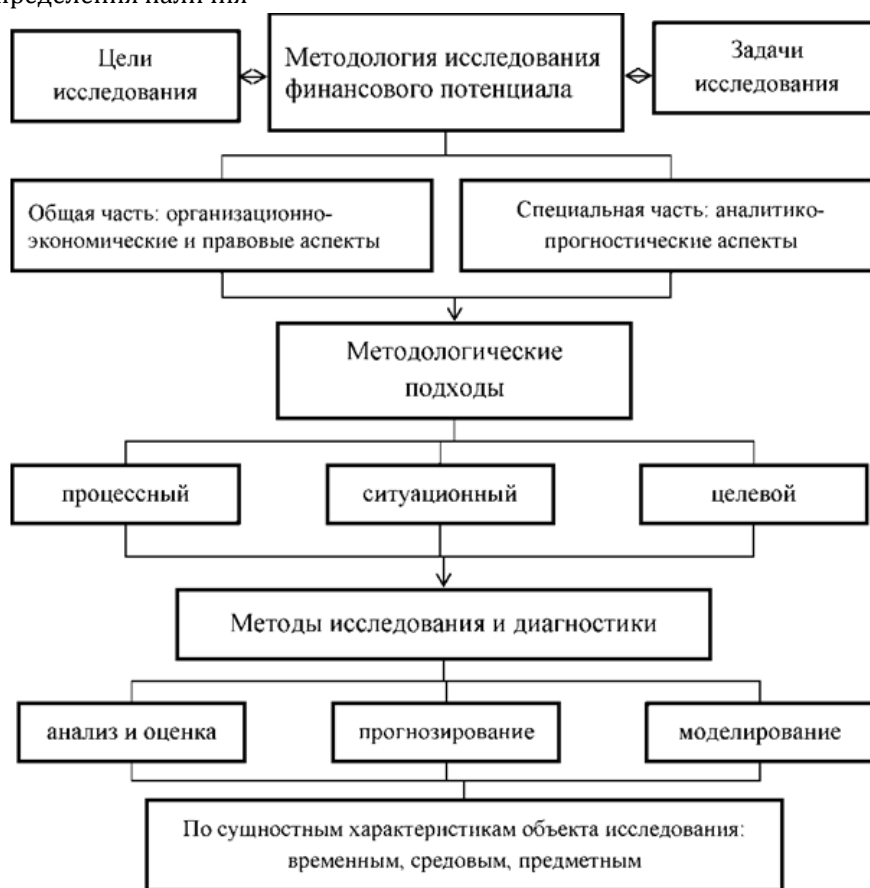 пределения наличия
Цели
исследования
Методология исследования
финансового потенциала
Задачи
исследования
Общая часть: организационно-
экономические и правовые аспекты
Специальная часть: аналитико-
прогностические аспекты
Методологические
подходы
процессный
ситуационный
целевой
Методы исследования и диагностики
анализ и оценка
прогнозирование
моделирование
По сущностным характеристикам объекта исследования:
временным, средовым, предметным